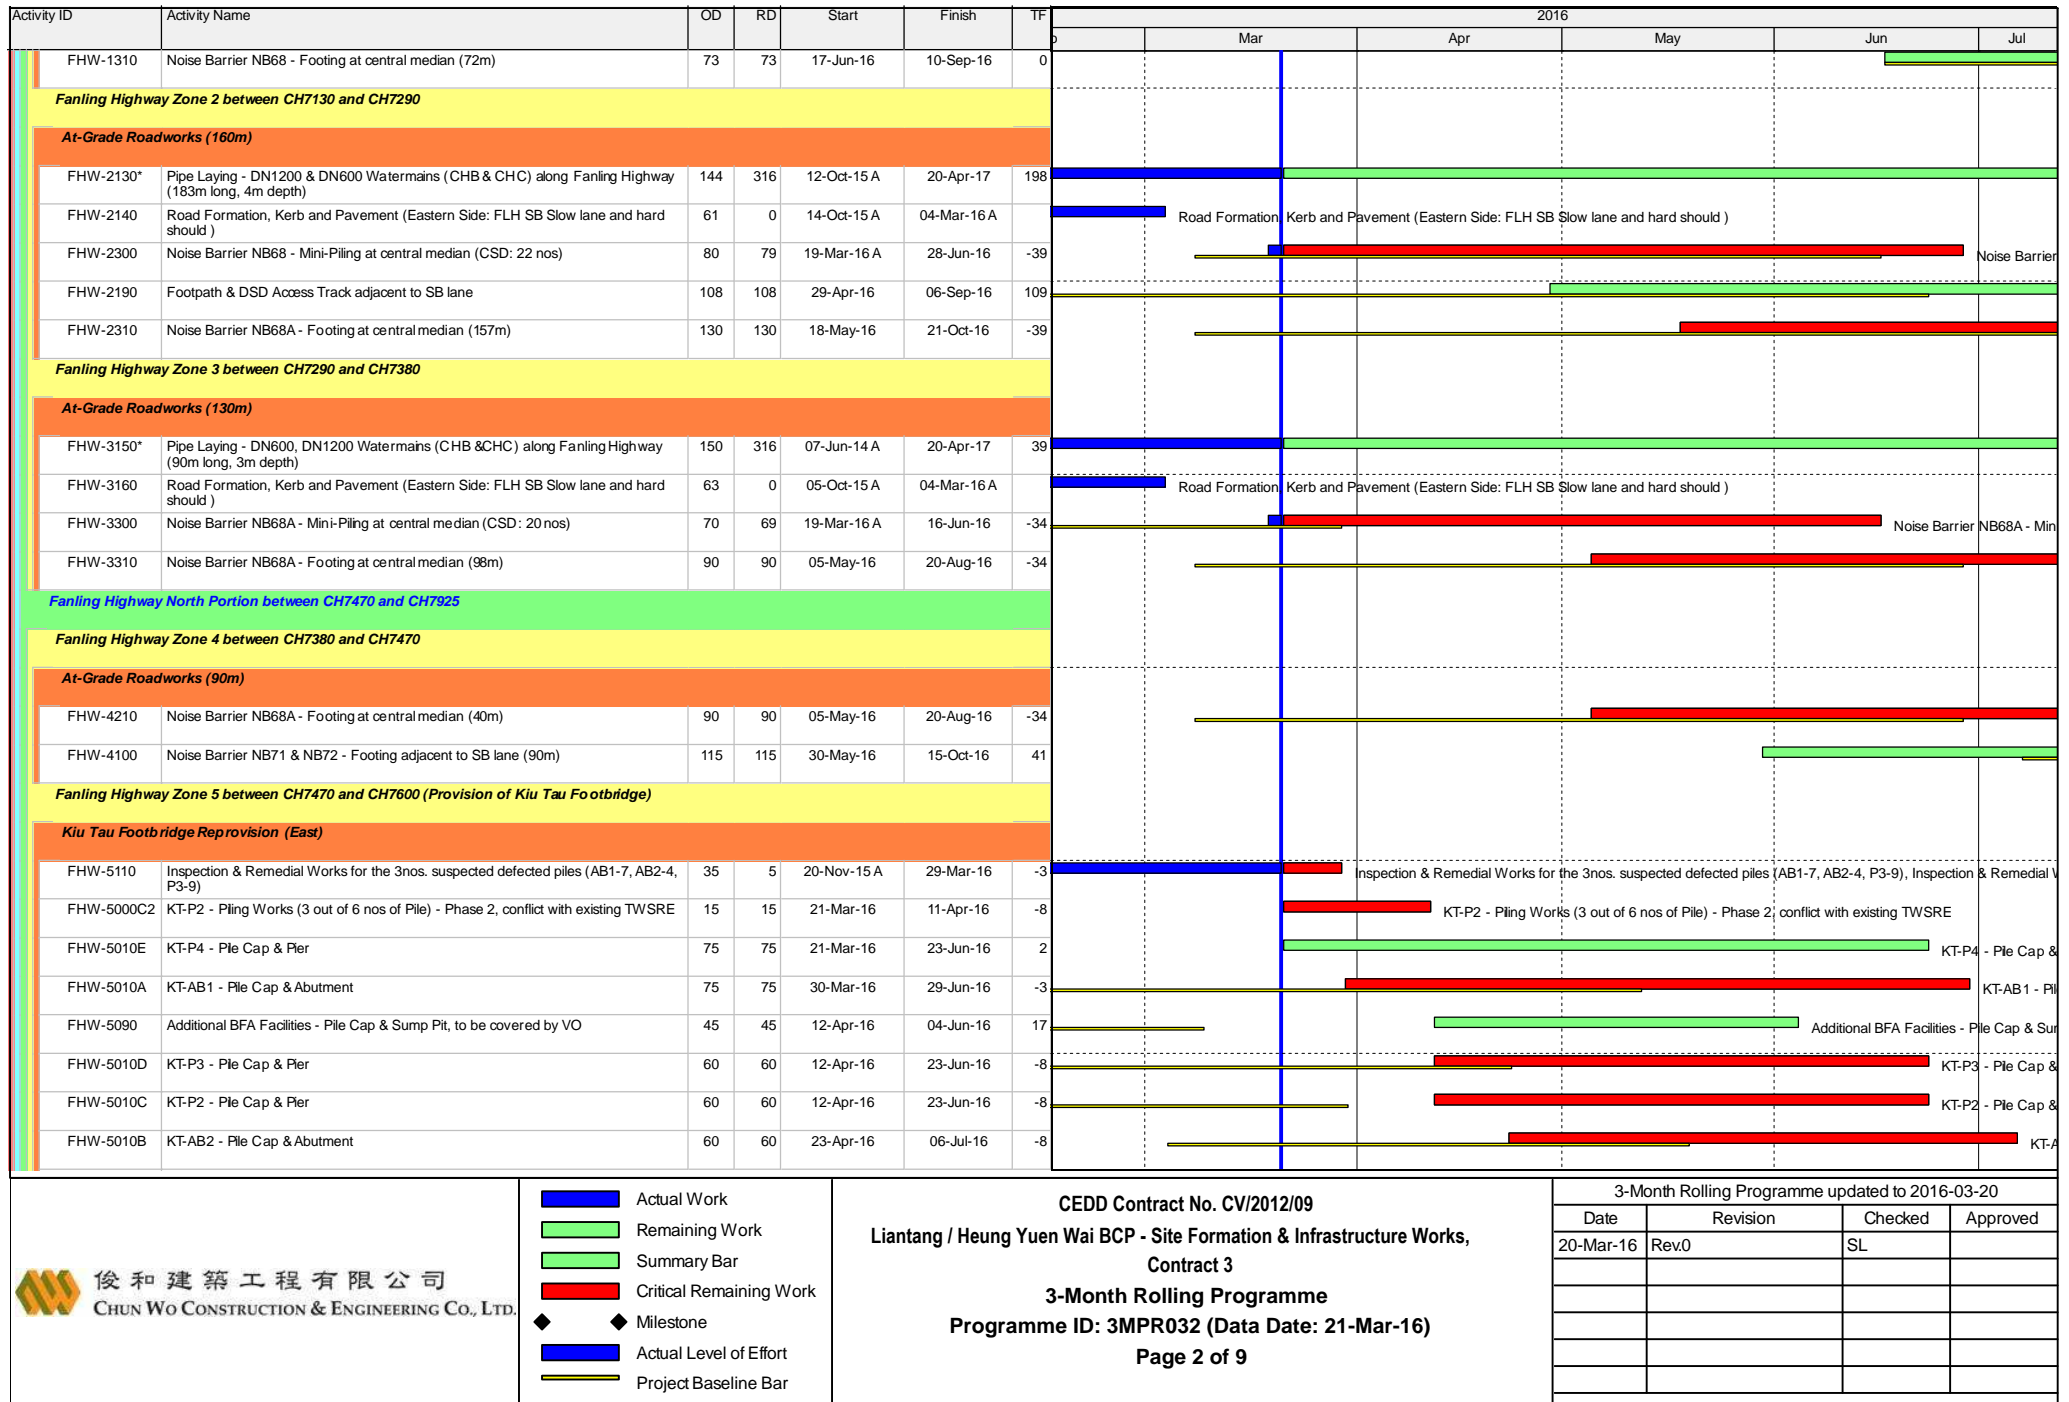 Activity ID Activity Name OD RD Start Finish TF 2016
Mar Apr May Jun Jul
FHW-1310 Noise Barrier NB68 - Footing at central median (72m) 73 73 17-Jun-16 10-Sep-16 0
Fanling Highway Zone 2 between CH7130 and CH7290
At-Grade Roadworks (160m)
FHW-2130* Pipe Laying - DN1200 & DN600 Watermains (CHB & CHC) along Fanling Highway 144 316 12-Oct-15 A 20-Apr-17 198
(183m long, 4m depth)
FHW-2140 Road Formation, Kerb and Pavement (Eastern Side: FLH SB Slow lane and hard 61 0 14-Oct-15 A 04-Mar-16 A
should )
Road Formation, Kerb and Pavement (Eastern Side: FLH SB Slow lane and hard should )
FHW-2300 Noise Barrier NB68 - Mini-Piling at central median (CSD: 22 nos) 80 79 19-Mar-16 A 28-Jun-16 -39
Noise Barrier
FHW-2190 Footpath & DSD Access Track adjacent to SB lane 108 108 29-Apr-16 06-Sep-16 109
FHW-2310 Noise Barrier NB68A - Footing at central median (157m) 130 130 18-May-16 21-Oct-16 -39
Fanling Highway Zone 3 between CH7290 and CH7380
At-Grade Roadworks (130m)
FHW-3150* Pipe Laying - DN600, DN1200 Watermains (CHB &CHC) along Fanling Highway 150 316 07-Jun-14 A 20-Apr-17 39
(90m long, 3m depth)
FHW-3160 Road Formation, Kerb and Pavement (Eastern Side: FLH SB Slow lane and hard 63 0 05-Oct-15 A 04-Mar-16 A
should )
Road Formation, Kerb and Pavement (Eastern Side: FLH SB Slow lane and hard should )
FHW-3300 Noise Barrier NB68A - Mini-Piling at central median (CSD: 20 nos) 70 69 19-Mar-16 A 16-Jun-16 -34
Noise Barrier NB68A - Min
FHW-3310 Noise Barrier NB68A - Footing at central median (98m) 90 90 05-May-16 20-Aug-16 -34
Fanling Highway North Portion between CH7470 and CH7925
Fanling Highway Zone 4 between CH7380 and CH7470
At-Grade Roadworks (90m)
FHW-4210 Noise Barrier NB68A - Footing at central median (40m) 90 90 05-May-16 20-Aug-16 -34
FHW-4100 Noise Barrier NB71 & NB72 - Footing adjacent to SB lane (90m) 115 115 30-May-16 15-Oct-16 41
Fanling Highway Zone 5 between CH7470 and CH7600 (Provision of Kiu Tau Footbridge)
Kiu Tau Footbridge Reprovision (East)
FHW-5110 Inspection & Remedial Works for the 3nos. suspected defected piles (AB1-7, AB2-4, 35 5 20-Nov-15 A 29-Mar-16 -3
P3-9)
Inspection & Remedial Works for the 3nos. suspected defected piles (AB1-7, AB2-4, P3-9), Inspection & Remedial
FHW-5000C2 KT-P2 - Piling Works (3 out of 6 nos of Pile) - Phase 2, conflict with existing TWSRE 15 15 21-Mar-16 11-Apr-16 -8
KT-P2 - Piling Works (3 out of 6 nos of Pile) - Phase 2, conflict with existing TWSRE
FHW-5010E KT-P4 - Pile Cap & Pier 75 75 21-Mar-16 23-Jun-16 2
KT-P4 - Pile Cap &
FHW-5010A KT-AB1 - Pile Cap & Abutment 75 75 30-Mar-16 29-Jun-16 -3
KT-AB1 - Pil
FHW-5090 Additional BFA Facilities - Pile Cap & Sump Pit, to be covered by VO 45 45 12-Apr-16 04-Jun-16 17
Additional BFA Facilities - Pile Cap & Sur
FHW-5010D KT-P3 - Pile Cap & Pier 60 60 12-Apr-16 23-Jun-16 -8
KT-P3 - Pile Cap &
FHW-5010C KT-P2 - Pile Cap & Pier 60 60 12-Apr-16 23-Jun-16 -8
KT-P2 - Pile Cap &
FHW-5010B KT-AB2 - Pile Cap & Abutment 60 60 23-Apr-16 06-Jul-16 -8
KT-A
俊和建築工程有限公司
CHUN WO CONSTRUCTION & ENGINEERING CO., LTD.
Actual Work
Remaining Work
Summary Bar
Critical Remaining Work
Milestone
Actual Level of Effort
Project Baseline Bar
CEDD Contract No. CV/2012/09
Liantang / Heung Yuen Wai BCP - Site Formation & Infrastructure Works,
Contract 3
3-Month Rolling Programme
Programme ID: 3MPR032 (Data Date: 21-Mar-16)
Page 2 of 9
3-Month Rolling Programme updated to 2016-03-20
Date Revision Checked Approved
20-Mar-16 Rev.0 SL